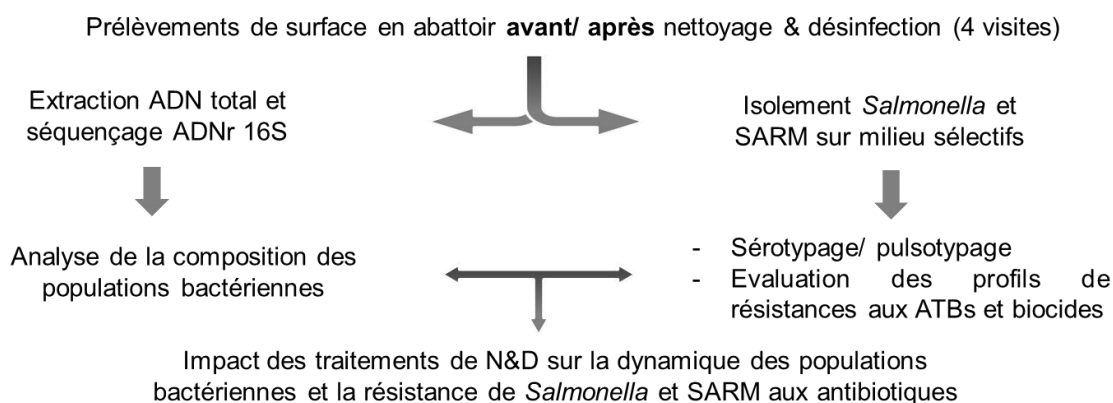 Prélèvements de surface en abattoir avant/ après nettoyage & désinfection (4 visites)
Extraction ADN total et
séquençage ADNr 16S
Isolement Salmonella et
SARM sur milieu sélectifs
Analyse de la composition des
populations bactériennes
- Sérotypage/ pulsotypage
- Evaluation des profils de
résistances aux ATBs et biocides
Impact des traitements de N&D sur la dynamique des populations
bactériennes et la résistance de Salmonella et SARM aux antibiotiques